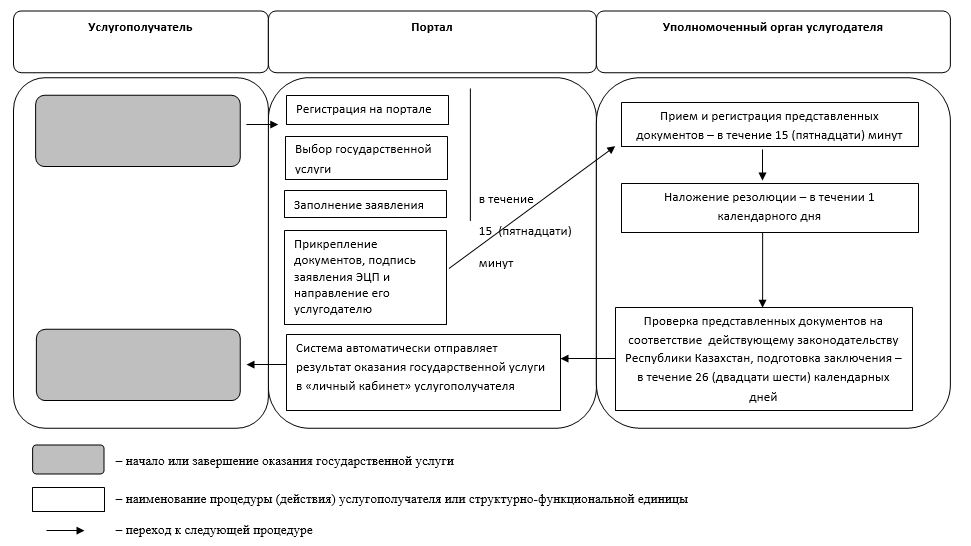 Услугополучатель
Портал
Уполномоченный орган услугодателя
Регистрация на портале
Выбор государственной
услуги
Заполнение заявления
Прикрепление
документов, подпись
заявления ЭЦП и
направление его
услугодателю
в течение
15 (пятнадцати)
минут
Система автоматически отправляет
результат оказания государственной услуги
в «личный кабинет» услугополучателя
Прием и регистрация представленных
документов – в течение 15 (пятнадцати) минут
Наложение резолюции – в течении 1
календарного дня
Проверка представленных документов на
соответствие действующему законодательству
Республики Казахстан, подготовка заключения –
в течение 26 (двадцати шести) календарных
дней
– начало или завершение оказания государственной услуги
– наименование процедуры (действия) услугополучателя или структурно-функциональной единицы
– переход к следующей процедуре